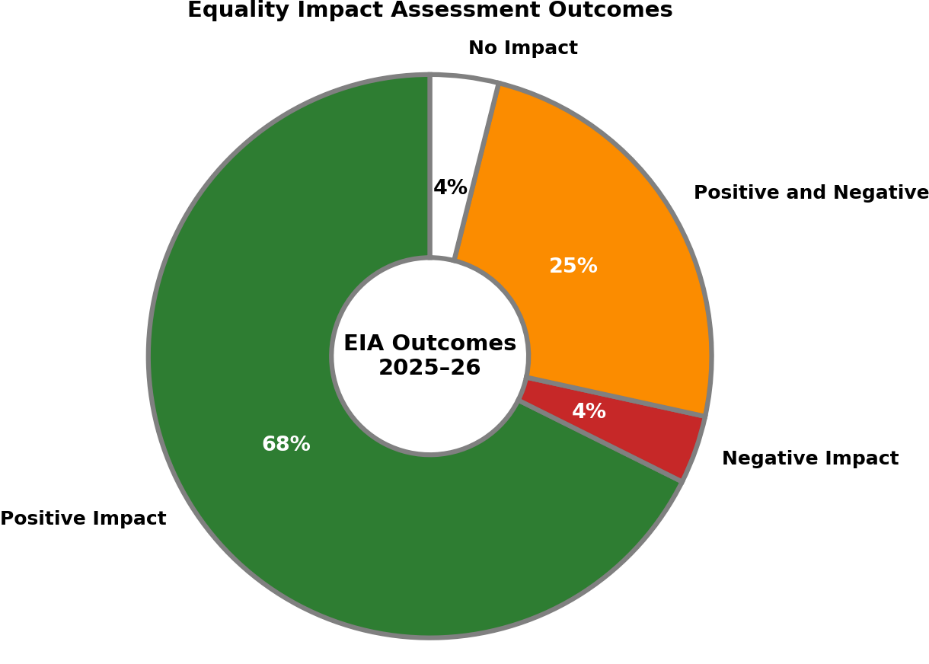 Equality Impact Assessment Outcomes
No Impact
4%
Positive and Negative
25%
EIA Outcomes
2025–26
4%
68%
Negative Impact
Positive Impact